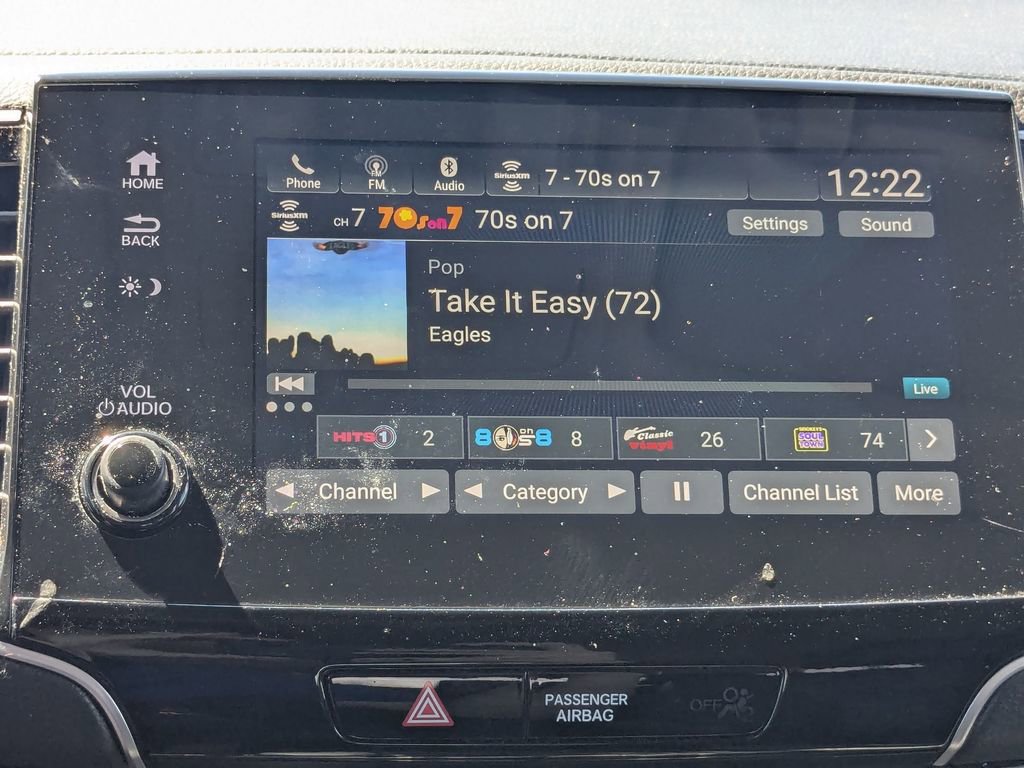 HOME
BACK
VOL
AUDIO
Phone
FM
FM
Audio
SiriusXM
7 - 70s on 7
12:22
SiriusXM
CH 7
70s on 7
70s on 7
Settings
Sound
Pop
Take It Easy (72)
Eagles
Live
HITS 1
2
80s on 8
8
Classic
Vinyl
26
SMOKEY'S
SOUL
TOWN
74
Channel
Category
Channel List
More
PASSENGER
AIRBAG
OFF